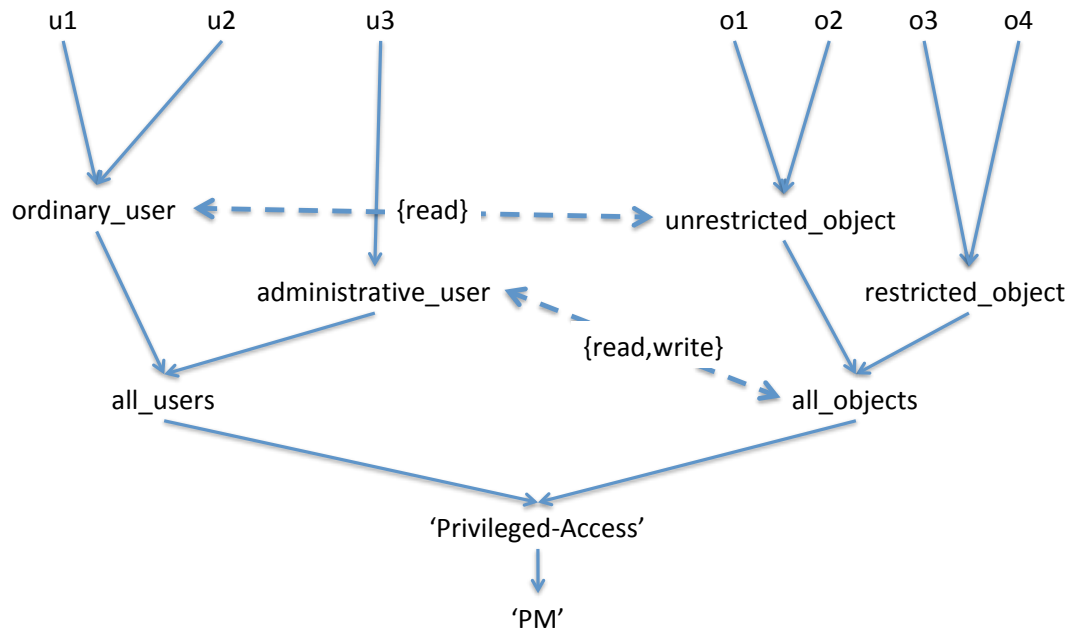 u1 u2 u3 o1 o2 o3 o4
ordinary_user {read} unrestricted_object
administrative_user restricted_object
{read,write}
all_users all_objects
‘Privileged-Access’
‘PM’